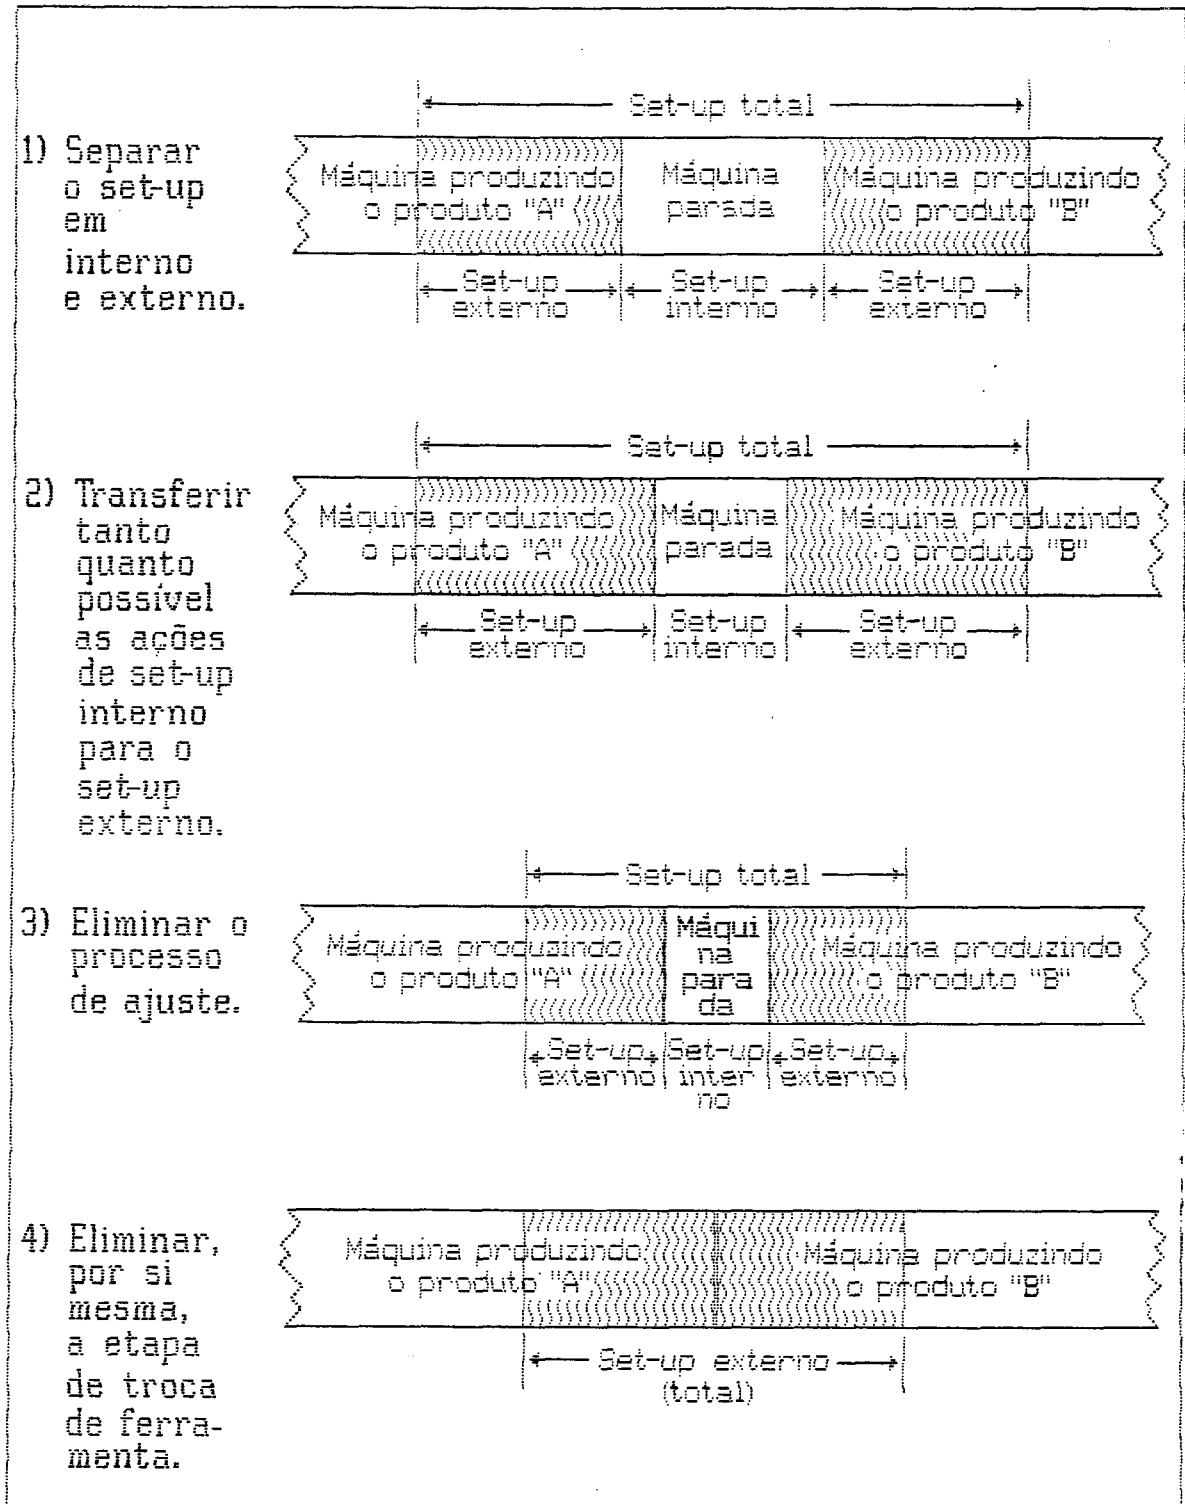 Set-up total
1) Separar
o set-up
em
interno
e externo.
Máquina produzindo
o produto "A"
Máquina
parada
Máquina produzindo
o produto "B"
Set-up
externo
Set-up
interno
Set-up
externo
Set-up total
2) Transferir
tanto
quanto
possível
as ações
de set-up
interno
para o
set-up
externo.
Máquina produzindo
o produto "A"
Máquina
parada
Máquina produzindo
o produto "B"
Set-up
externo
Set-up
interno
Set-up
externo
Set-up total
3) Eliminar o
processo
de ajuste.
Máquina produzindo
o produto "A"
Máqui
na
para
da
Máquina produzindo
o produto "B"
Set-up
externo
Set-up
inter
no
Set-up
externo
4) Eliminar,
por si
mesma,
a etapa
de troca
de ferra-
menta.
Máquina produzindo
o produto "A"
Máquina produzindo
o produto "B"
Set-up externo
(total)